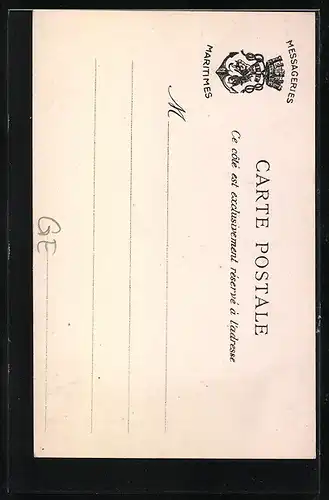 MESSAGERIES
MARITIMES
CARTE POSTALE
Ce côté est exclusivement réservé à l'adresse
M
GE